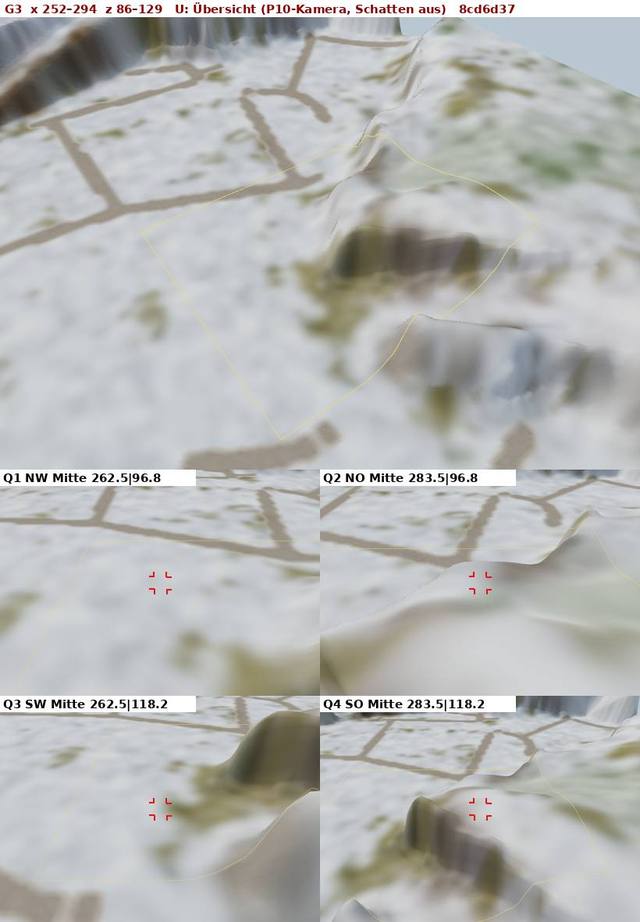 G3 x 252–294 z 86–129 U: Übersicht (P10-Kamera, Schatten aus) 8cd6d37
Q1 NW Mitte 262.5|96.8
Q2 NO Mitte 283.5|96.8
Q3 SW Mitte 262.5|118.2
Q4 SO Mitte 283.5|118.2